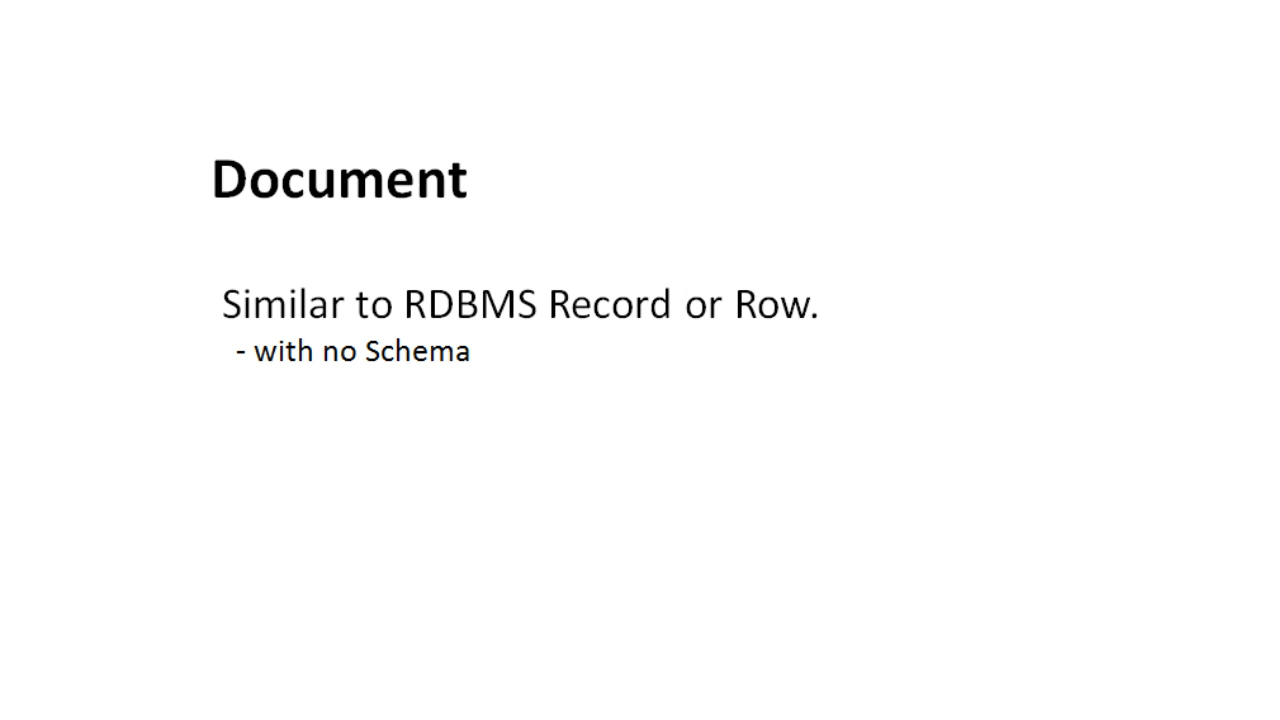 Document
Similar to RDBMS Record or Row.
- with no Schema